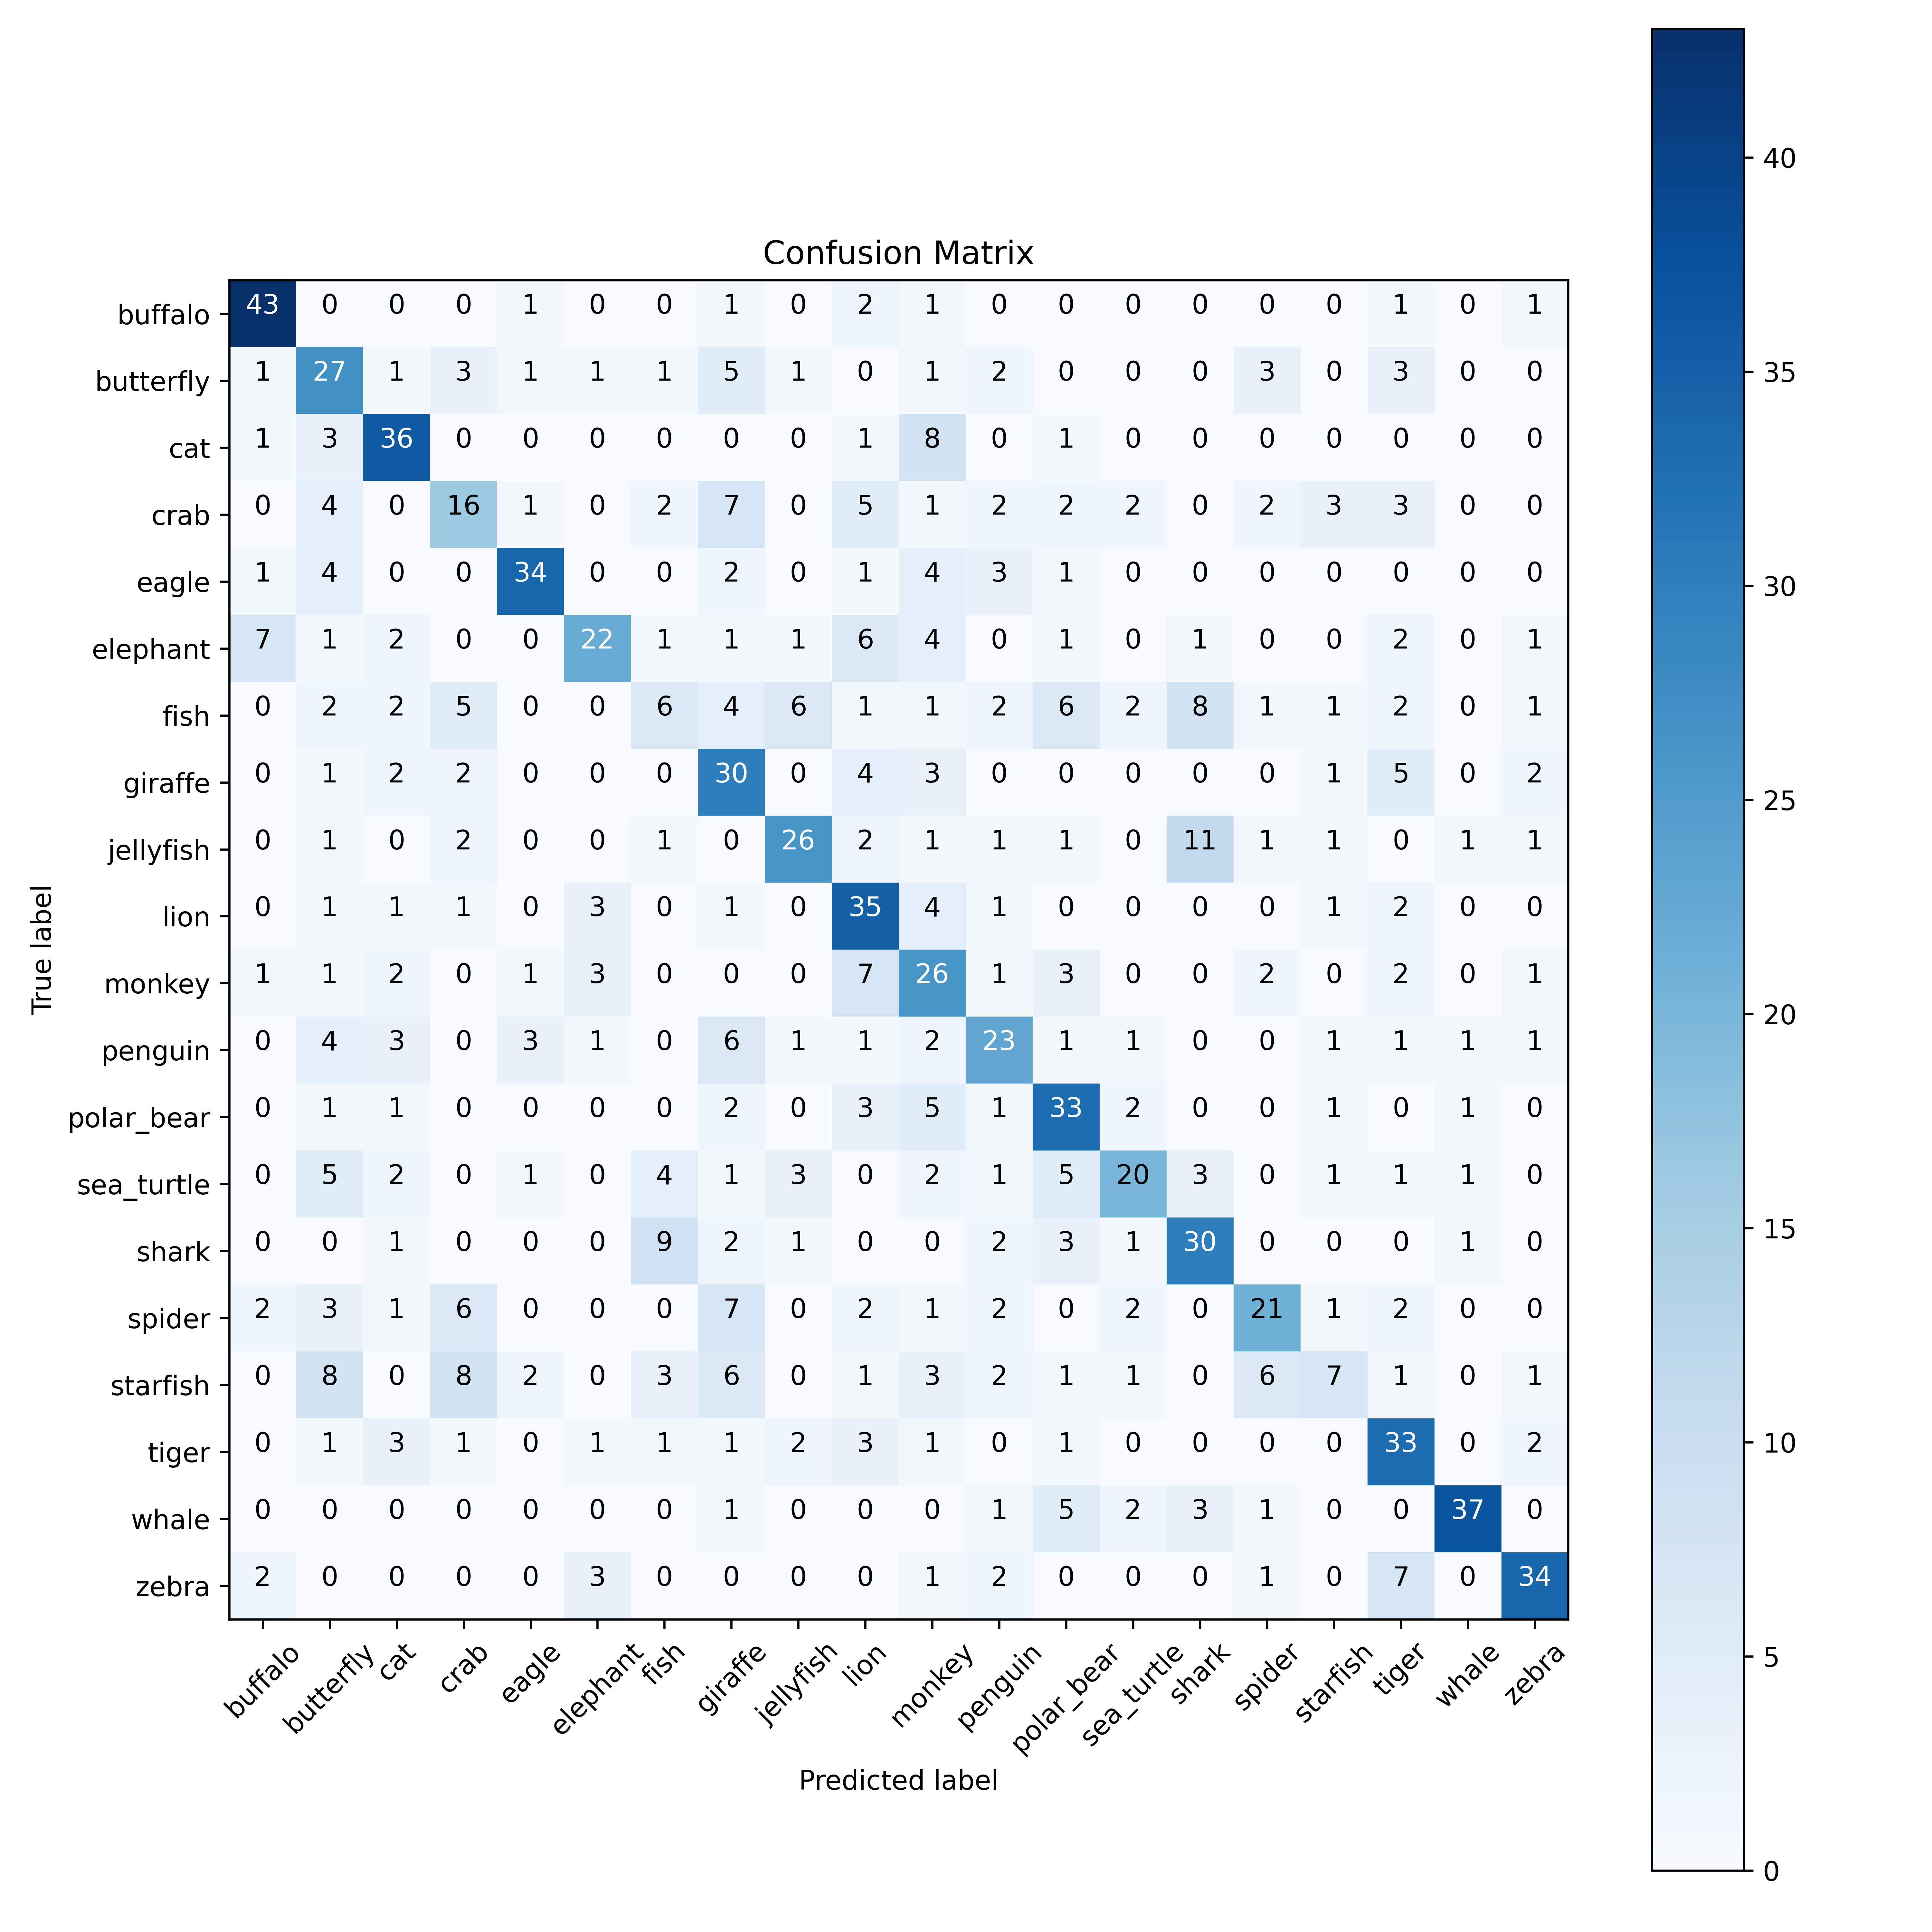 Confusion Matrix
buffalo 43 0 0 0 1 0 0 1 0 2 1 0 0 0 0 0 0 1 0 1
butterfly 1 27 1 3 1 1 1 5 1 0 1 2 0 0 0 3 0 3 0 0
cat 1 3 36 0 0 0 0 0 0 1 8 0 1 0 0 0 0 0 0 0
crab 0 4 0 16 1 0 2 7 0 5 1 2 2 2 0 2 3 3 0 0
eagle 1 4 0 0 34 0 0 2 0 1 4 3 1 0 0 0 0 0 0 0
elephant 7 1 2 0 0 22 1 1 1 6 4 0 1 0 1 0 0 2 0 1
fish 0 2 2 5 0 0 6 4 6 1 1 2 6 2 8 1 1 2 0 1
giraffe 0 1 2 2 0 0 0 30 0 4 3 0 0 0 0 0 1 5 0 2
jellyfish 0 1 0 2 0 0 1 0 26 2 1 1 1 0 11 1 1 0 1 1
lion 0 1 1 1 0 3 0 1 0 35 4 1 0 0 0 0 1 2 0 0
monkey 1 1 2 0 1 3 0 0 0 7 26 1 3 0 0 2 0 2 0 1
penguin 0 4 3 0 3 1 0 6 1 1 2 23 1 1 0 0 1 1 1 1
polar_bear 0 1 1 0 0 0 0 2 0 3 5 1 33 2 0 0 1 0 1 0
sea_turtle 0 5 2 0 1 0 4 1 3 0 2 1 5 20 3 0 1 1 1 0
shark 0 0 1 0 0 0 9 2 1 0 0 2 3 1 30 0 0 0 1 0
spider 2 3 1 6 0 0 0 7 0 2 1 2 0 2 0 21 1 2 0 0
starfish 0 8 0 8 2 0 3 6 0 1 3 2 1 1 0 6 7 1 0 1
tiger 0 1 3 1 0 1 1 1 2 3 1 0 1 0 0 0 0 33 0 2
whale 0 0 0 0 0 0 0 1 0 0 0 1 5 2 3 1 0 0 37 0
zebra 2 0 0 0 0 3 0 0 0 0 1 2 0 0 0 1 0 7 0 34
buffalo butterfly cat crab eagle elephant fish giraffe jellyfish lion monkey penguin polar_bear sea_turtle shark spider starfish tiger whale zebra
Predicted label
True label
40
35
30
25
20
15
10
5
0